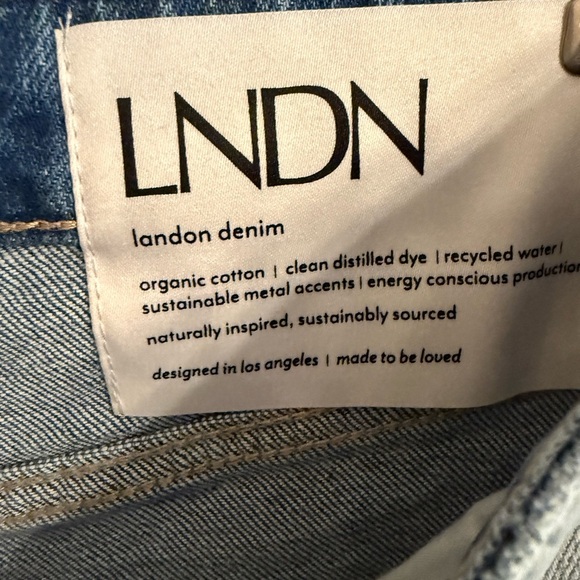 LNDN
landon denim
organic cotton | clean distilled dye | recycled water |
sustainable metal accents | energy conscious production
naturally inspired, sustainably sourced
designed in los angeles | made to be loved